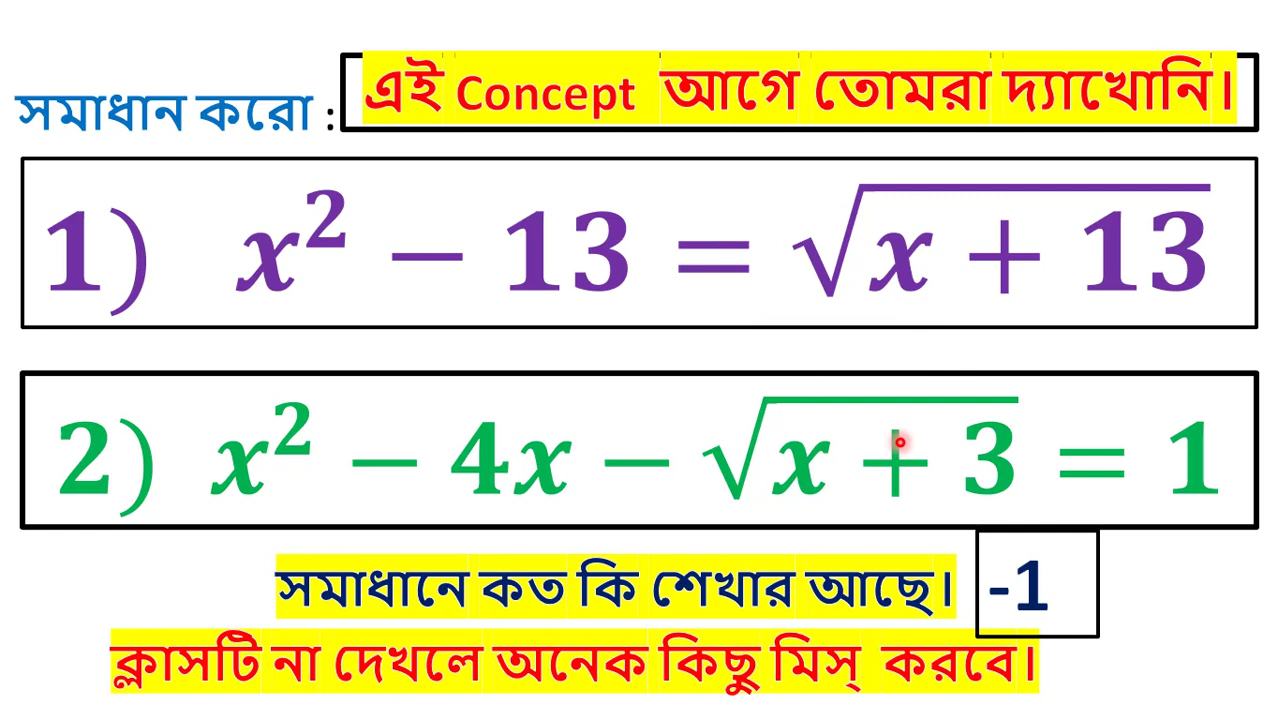 এই Concept আগে তোমরা দ্যাখোনি।
সমাধান করো :
1) x² − 13 = √(x + 13)
2) x² − 4x − √(x + 3) = 1
সমাধানে কত কি শেখার আছে। -1
ক্লাসটি না দেখলে অনেক কিছু মিস্ করবে।